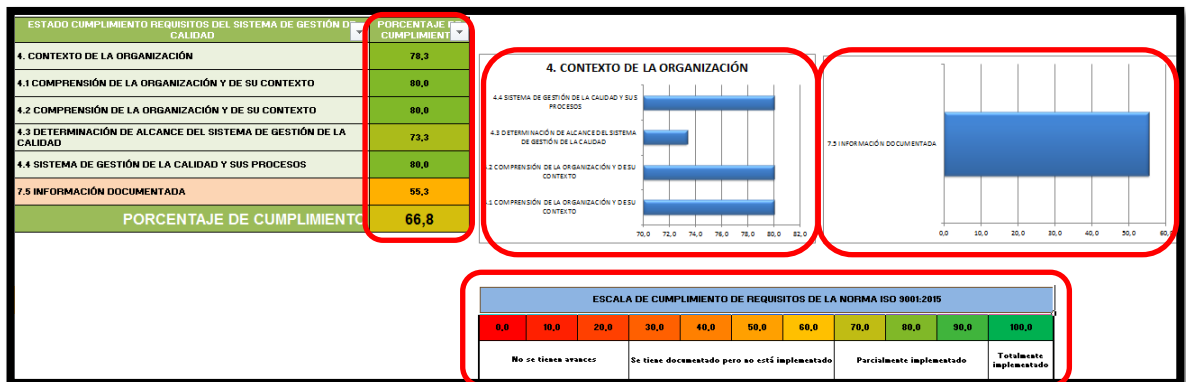 ESTADO CUMPLIMIENTO REQUISITOS DEL SISTEMA DE GESTIÓN
CALIDAD
PORCENTAJE
CUMPLIMIENT
4. CONTEXTO DE LA ORGANIZACIÓN
78,3
4.1 COMPRENSIÓN DE LA ORGANIZACIÓN Y DE SU CONTEXTO
80,0
4.2 COMPRENSIÓN DE LA ORGANIZACIÓN Y DE SU CONTEXTO
80,0
4.3 DETERMINACIÓN DE ALCANCE DEL SISTEMA DE GESTIÓN DE LA
CALIDAD
73,3
4.4 SISTEMA DE GESTIÓN DE LA CALIDAD Y SUS PROCESOS
80,0
7.5 INFORMACIÓN DOCUMENTADA
55,3
PORCENTAJE DE CUMPLIMIENTO
66,8
4. CONTEXTO DE LA ORGANIZACIÓN
4.4 SISTEMA DE GESTIÓN DE LA CALIDAD Y SUS
PROCESOS
4.3 DETERMINACIÓN DE ALCANCE DEL SISTEMA
DE GESTIÓN DE LA CALIDAD
.2 COMPRENSIÓN DE LA ORGANIZACIÓN Y DE SU
CONTEXTO
.1 COMPRENSIÓN DE LA ORGANIZACIÓN Y DE SU
CONTEXTO
70,0 72,0 74,0 76,0 78,0 80,0 82,0
7.5 INFORMACIÓN DOCUMENTADA
0,0 10,0 20,0 30,0 40,0 50,0 60,
ESCALA DE CUMPLIMIENTO DE REQUISITOS DE LA NORMA ISO 9001:2015
0,0 10,0 20,0 30,0 40,0 50,0 60,0 70,0 80,0 90,0 100,0
No se tienen avances
Se tiene documentado pero no está implementado
Parcialmente implementado
Totalmente
implementado